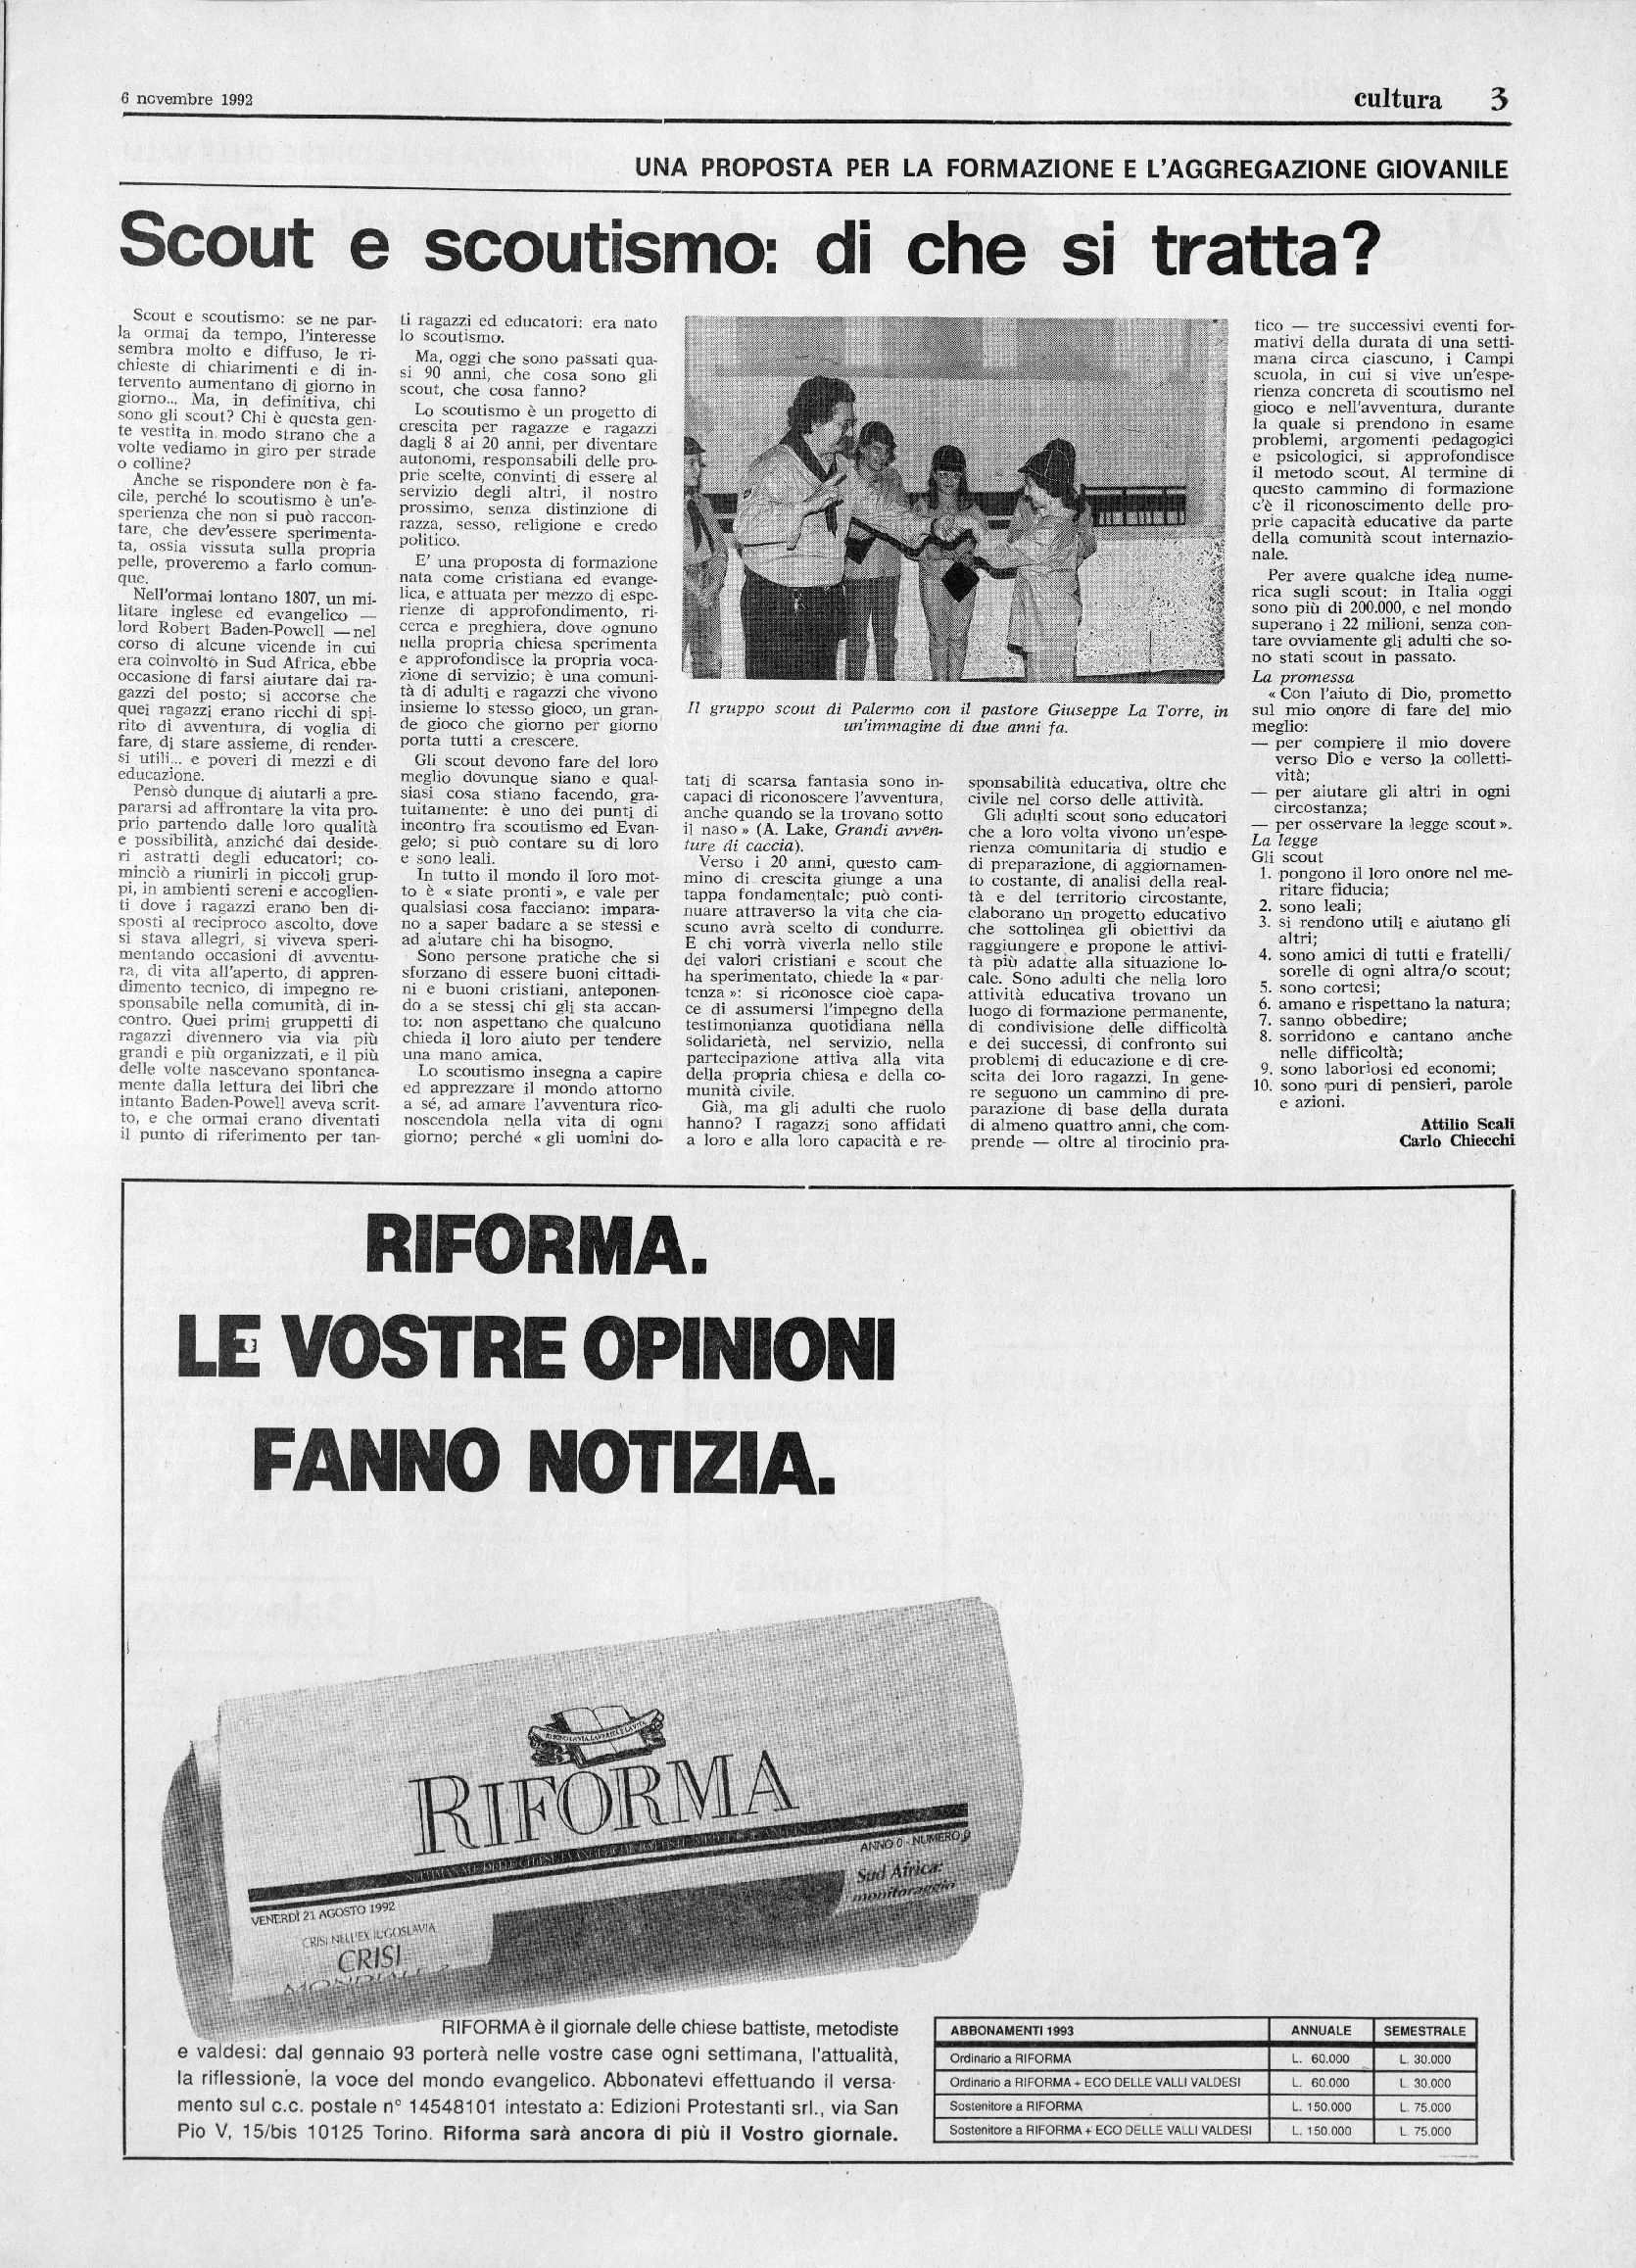 6 novembre 1992
cultura 3
UNA PROPOSTA PER LA FORMAZIONE E L'AGGREGAZIONE GIOVANILE
Scout e scoutismo: di che si tratta?
Scout e scoutismo: se ne par-
la ormai da tempo, l'interesse
sembra molto e diffuso, le ri-
chieste di chiarimenti e di in-
tervento aumentano di giorno in
giorno... Ma, in definitiva, chi
sono gli scout? Chi è questa gen-
te vestita in modo strano che a
volte vediamo in giro per strade
o colline?
Anche se rispondere non è fa-
cile, perché lo scoutismo è un'e-
sperienza che non si può raccon-
tare, che dev'essere sperimenta-
ta, ossia vissuta sulla propria
pelle, proveremo a farlo comun-
que.
Nell'ormai lontano 1807, un mi-
litare inglese ed evangelico —
lord Robert Baden-Powell — nel
corso di alcune vicende in cui
era coinvolto in Sud Africa, ebbe
occasione di farsi aiutare dai ra-
gazzi del posto; si accorse che
quei ragazzi erano ricchi di spi-
rito di avventura, di voglia di
fare, di stare assieme, di render-
si utili... e poveri di mezzi e di
educazione.
Pensò dunque di aiutarli a pre-
pararsi ad affrontare la vita pro-
prio partendo dalle loro qualità
e possibilità, anziché dai deside-
ri astratti degli educatori; co-
minciò a riunirli in piccoli grup-
pi, in ambienti sereni e accoglien-
ti dove i ragazzi erano ben di-
sposti al reciproco ascolto, dove
si stava allegri, si viveva speri-
mentando occasioni di avventu-
ra, di vita all'aperto, di appren-
dimento tecnico, di impegno re-
sponsabile nella comunità, di in-
contro. Quei primi gruppetti di
ragazzi divennero via via più
grandi e più organizzati, e il più
delle volte nascevano spontanea-
mente dalla lettura dei libri che
intanto Baden-Powell aveva scrit-
to, e che ormai erano diventati
il punto di riferimento per tan-
ti ragazzi ed educatori: era nato
lo scoutismo.
Ma, oggi che sono passati qua-
si 90 anni, che cosa sono gli
scout, che cosa fanno?
Lo scoutismo è un progetto di
crescita per ragazze e ragazzi
dagli 8 ai 20 anni, per diventare
autonomi, responsabili delle pro-
prie scelte, convinti di essere al
servizio degli altri, il nostro
prossimo, senza distinzione di
razza, sesso, religione e credo
politico.
E' una proposta di formazione
nata come cristiana ed evange-
lica, e attuata per mezzo di espe-
rienze di approfondimento, ri-
cerca e preghiera, dove ognuno
nella propria chiesa sperimenta
e approfondisce la propria voca-
zione di servizio; è una comuni-
tà di adulti e ragazzi che vivono
insieme lo stesso gioco, un gran-
de gioco che giorno per giorno
porta tutti a crescere.
Gli scout devono fare del loro
meglio dovunque siano e qual-
siasi cosa stiano facendo, gra-
tuitamente: è uno dei punti di
incontro fra scoutismo ed Evan-
gelo; si può contare su di loro
e sono leali.
In tutto il mondo il loro mot-
to è « siate pronti », e vale per
qualsiasi cosa facciano: impara-
no a saper badare a se stessi e
ad aiutare chi ha bisogno.
Sono persone pratiche che si
sforzano di essere buoni cittadi-
ni e buoni cristiani, anteponen-
do a se stessi chi gli sta accan-
to: non aspettano che qualcuno
chieda il loro aiuto per tendere
una mano amica.
Lo scoutismo insegna a capire
ed apprezzare il mondo attorno
a sé, ad amare l'avventura rico-
noscendola nella vita di ogni
giorno; perché « gli uomini do-
Il gruppo scout di Palermo con il pastore Giuseppe La Torre, in
un'immagine di due anni fa.
tati di scarsa fantasia sono in-
capaci di riconoscere l'avventura,
anche quando se la trovano sotto
il naso » (A. Lake, Grandi avven-
ture di caccia).
Verso i 20 anni, questo cam-
mino di crescita giunge a una
tappa fondamentale; può conti-
nuare attraverso la vita che cia-
scuno avrà scelto di condurre.
E chi vorrà viverla nello stile
dei valori cristiani e scout che
ha sperimentato, chiede la « par-
tenza »: si riconosce cioè capa-
ce di assumersi l'impegno della
testimonianza quotidiana nella
solidarietà, nel servizio, nella
partecipazione attiva alla vita
della propria chiesa e della co-
munità civile.
Già, ma gli adulti che ruolo
hanno? I ragazzi sono affidati
a loro e alla loro capacità e re-
sponsabilità educativa, oltre che
civile nel corso delle attività.
Gli adulti scout sono educatori
che a loro volta vivono un'espe-
rienza comunitaria di studio e
di preparazione, di aggiornamen-
to costante, di analisi della real-
tà e del territorio circostante,
elaborano un progetto educativo
che sottolinea gli obiettivi da
raggiungere e propone le attivi-
tà più adatte alla situazione lo-
cale. Sono adulti che nella loro
attività educativa trovano un
luogo di formazione permanente,
di condivisione delle difficoltà
e dei successi, di confronto sui
problemi di educazione e di cre-
scita dei loro ragazzi. In gene-
re seguono un cammino di pre-
parazione di base della durata
di almeno quattro anni, che com-
prende — oltre al tirocinio pra-
tico — tre successivi eventi for-
mativi della durata di una setti-
mana circa ciascuno, i Campi
scuola, in cui si vive un'espe-
rienza concreta di scoutismo nel
gioco e nell'avventura, durante
la quale si prendono in esame
problemi, argomenti pedagogici
e psicologici, si approfondisce
il metodo scout. Al termine di
questo cammino di formazione
c'è il riconoscimento delle pro-
prie capacità educative da parte
della comunità scout internazio-
nale.
Per avere qualche idea nume-
rica sugli scout: in Italia oggi
sono più di 200.000, e nel mondo
superano i 22 milioni, senza con-
tare ovviamente gli adulti che so-
no stati scout in passato.
La promessa
« Con l'aiuto di Dio, prometto
sul mio onore di fare del mio
meglio:
— per compiere il mio dovere
verso Dio e verso la colletti-
vità;
— per aiutare gli altri in ogni
circostanza;
— per osservare la legge scout ».
La legge
Gli scout
1. pongono il loro onore nel me-
ritare fiducia;
2. sono leali;
3. si rendono utili e aiutano gli
altri;
4. sono amici di tutti e fratelli/
sorelle di ogni altra/o scout;
5. sono cortesi;
6. amano e rispettano la natura;
7. sanno obbedire;
8. sorridono e cantano anche
nelle difficoltà;
9. sono laboriosi ed economi;
10. sono puri di pensieri, parole
e azioni.
Attilio Scali
Carlo Chiecchi
RIFORMA.
LE VOSTRE OPINIONI
FANNO NOTIZIA.
RIFORMA
SETTIMANALE DELLE CHIESE EVANGELICHE
ANNO 0 - NUMERO 0
Sud Africa:
monitoraggio
VENERDÌ 21 AGOSTO 1992
CRISI NELL'EX IUGOSLAVIA
CRISI
MONDIALE
RIFORMA è il giornale delle chiese battiste, metodiste
e valdesi: dal gennaio 93 porterà nelle vostre case ogni settimana, l'attualità,
la riflessione, la voce del mondo evangelico. Abbonatevi effettuando il versa-
mento sul c.c. postale n° 14548101 intestato a: Edizioni Protestanti srl., via San
Pio V, 15/bis 10125 Torino. Riforma sarà ancora di più il Vostro giornale.
ABBONAMENTI 1993 ANNUALE SEMESTRALE
Ordinario a RIFORMA L. 60.000 L. 30.000
Ordinario a RIFORMA + ECO DELLE VALLI VALDESI L. 60.000 L. 30.000
Sostenitore a RIFORMA L. 150.000 L. 75.000
Sostenitore a RIFORMA + ECO DELLE VALLI VALDESI L. 150.000 L. 75.000